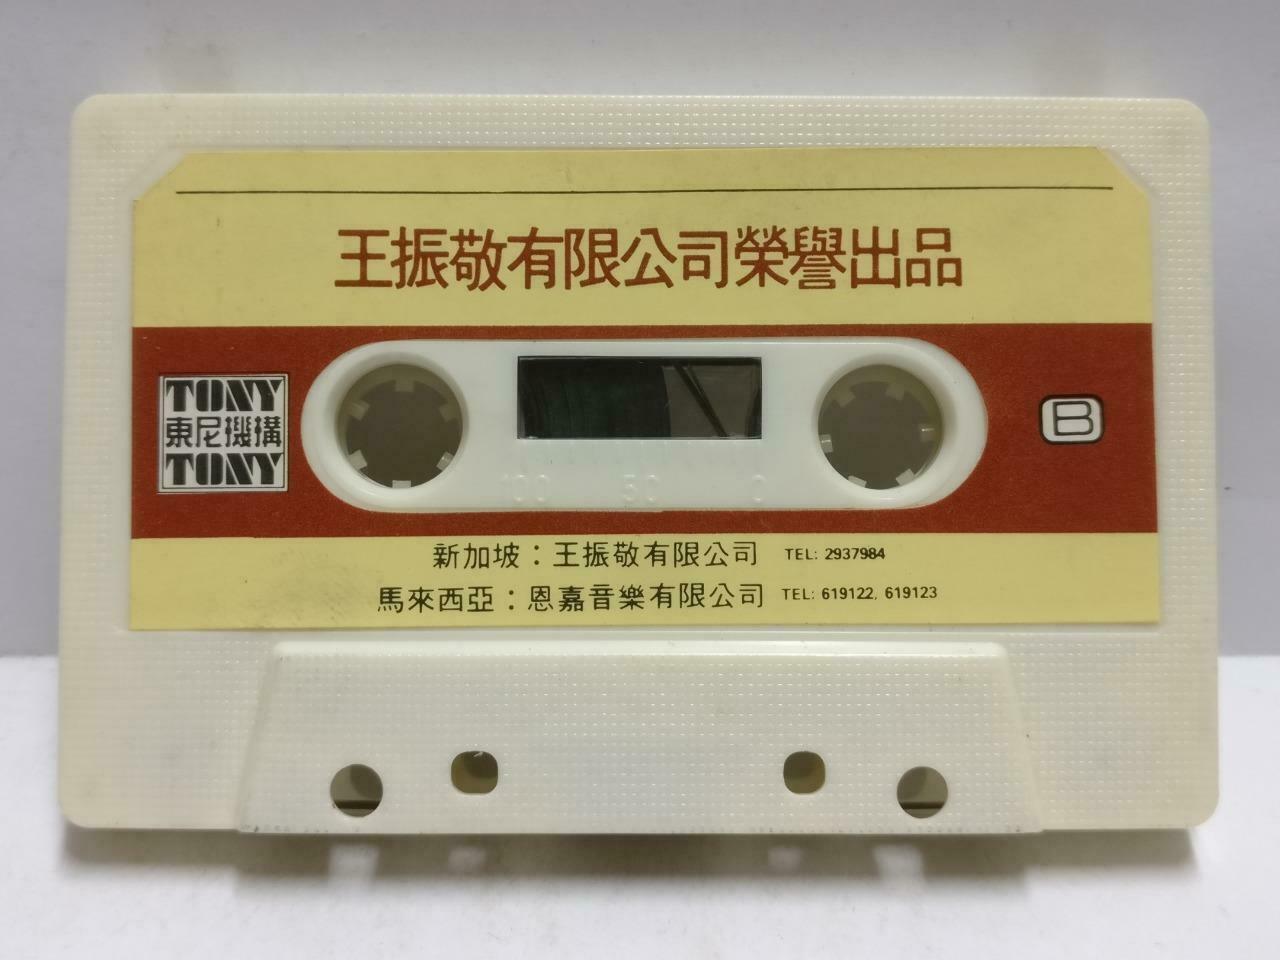 王振敬有限公司榮譽出品
TONY
東尼機構
TONY
B
100 50 0
新加坡：王振敬有限公司 TEL: 2937984
馬來西亞：恩嘉音樂有限公司 TEL: 619122, 619123